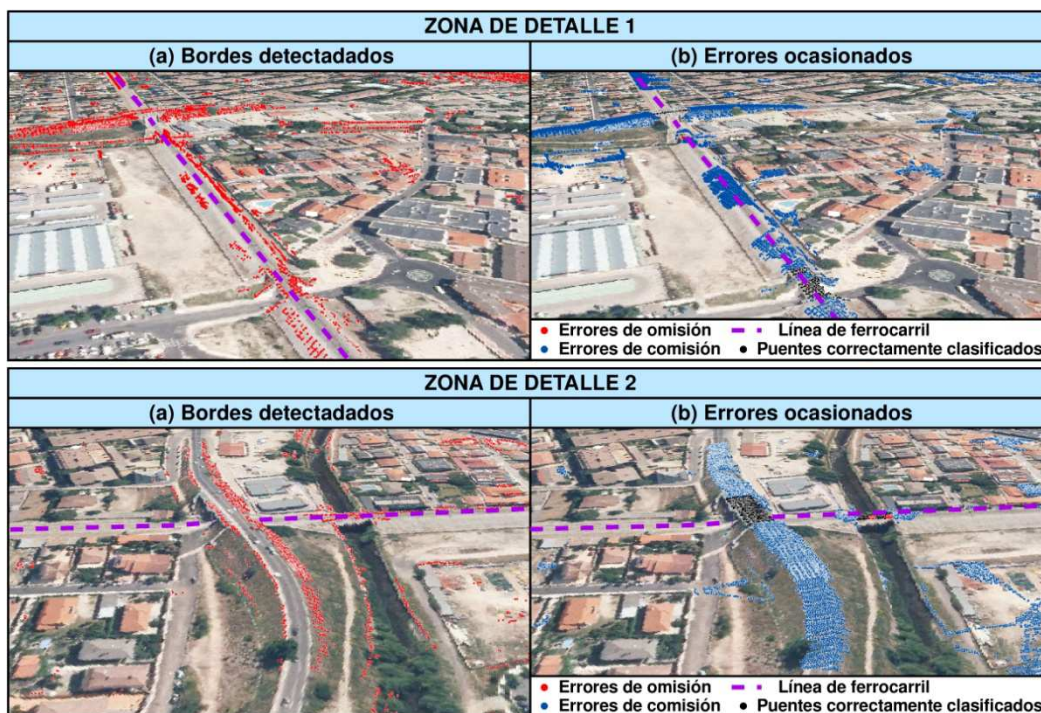 ZONA DE DETALLE 1
(a) Bordes detectadados
(b) Errores ocasionados
Errores de omisión
Línea de ferrocarril
Errores de comisión
Puentes correctamente clasificados
ZONA DE DETALLE 2
(a) Bordes detectadados
(b) Errores ocasionados
Errores de omisión
Línea de ferrocarril
Errores de comisión
Puentes correctamente clasificados